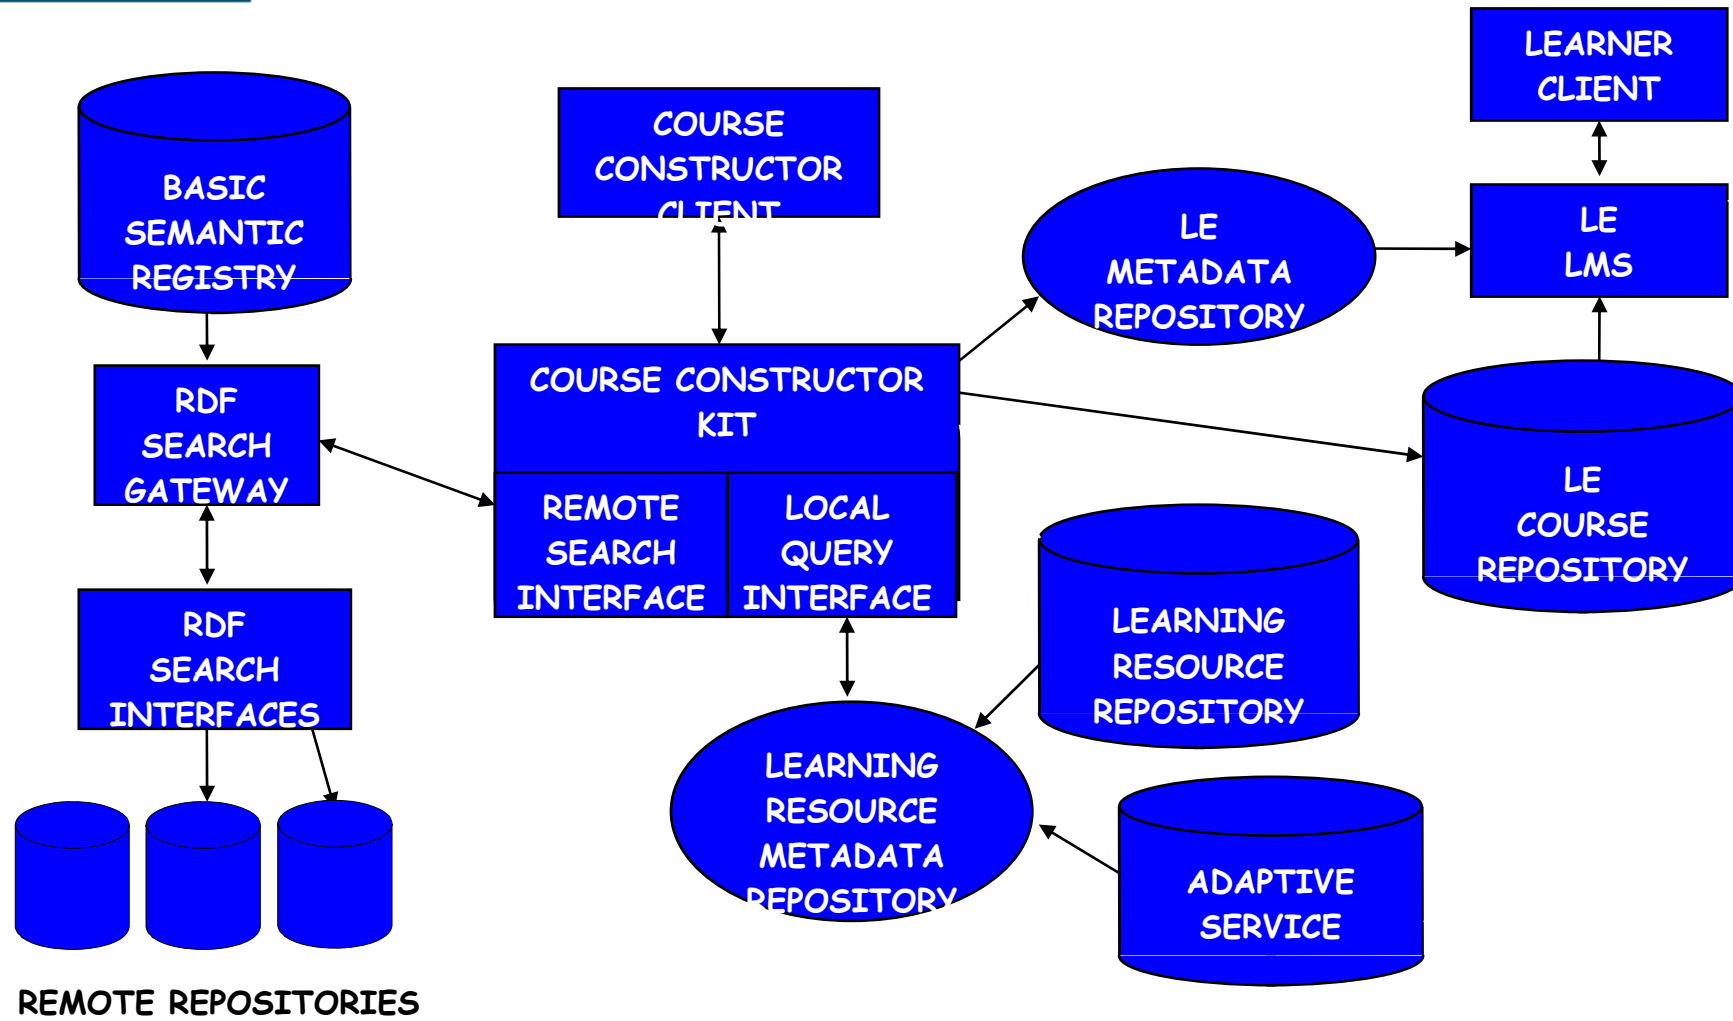 LEARNER
CLIENT
COURSE
CONSTRUCTOR
CLIENT
BASIC
SEMANTIC
REGISTRY
LE
METADATA
REPOSITORY
LE
LMS
RDF
SEARCH
GATEWAY
COURSE CONSTRUCTOR
KIT
REMOTE
SEARCH
INTERFACE
LOCAL
QUERY
INTERFACE
LE
COURSE
REPOSITORY
RDF
SEARCH
INTERFACES
LEARNING
RESOURCE
REPOSITORY
LEARNING
RESOURCE
METADATA
REPOSITORY
ADAPTIVE
SERVICE
REMOTE REPOSITORIES